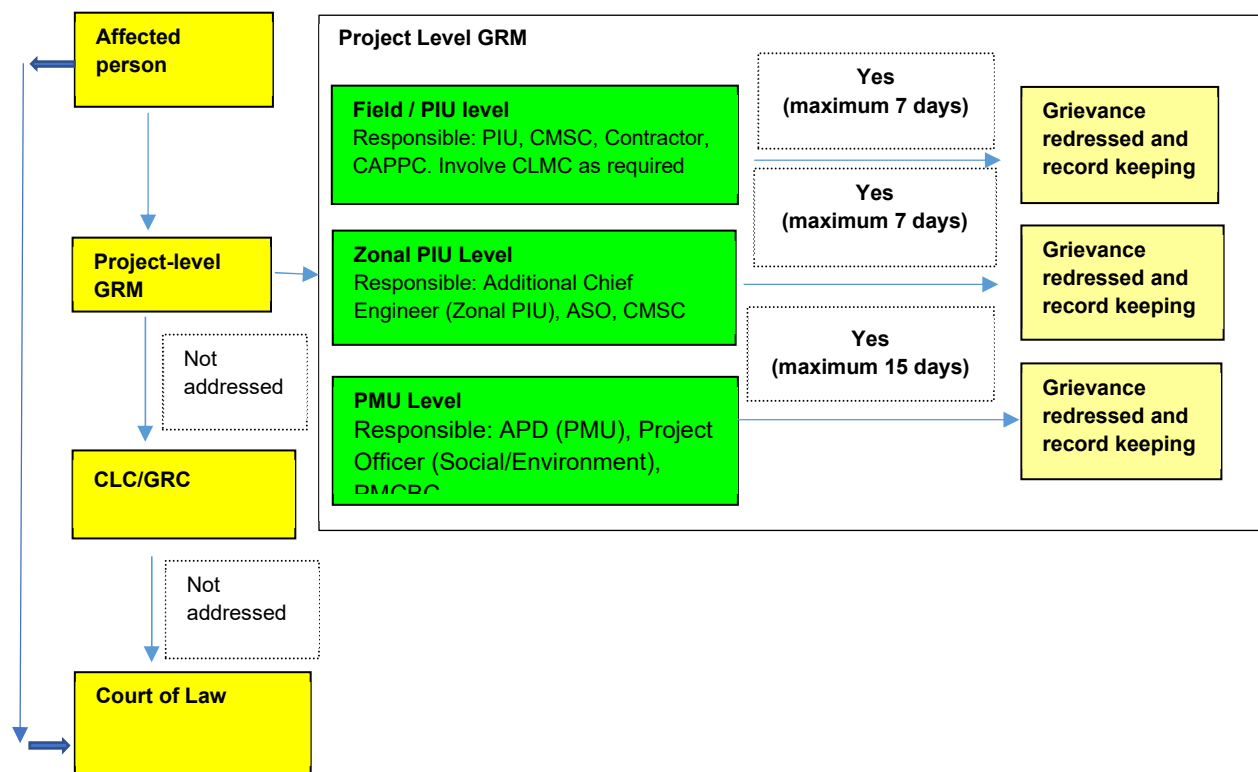 Affected
person
Project-level
GRM
Not
addressed
CLC/GRC
Not
addressed
Court of Law
Project Level GRM
Field / PIU level
Responsible: PIU, CMSC, Contractor,
CAPPC. Involve CLMC as required
Yes
(maximum 7 days)
Grievance
redressed and
record keeping
Zonal PIU Level
Responsible: Additional Chief
Engineer (Zonal PIU), ASO, CMSC
Yes
(maximum 7 days)
Grievance
redressed and
record keeping
PMU Level
Responsible: APD (PMU), Project
Officer (Social/Environment),
PMCBC
Yes
(maximum 15 days)
Grievance
redressed and
record keeping